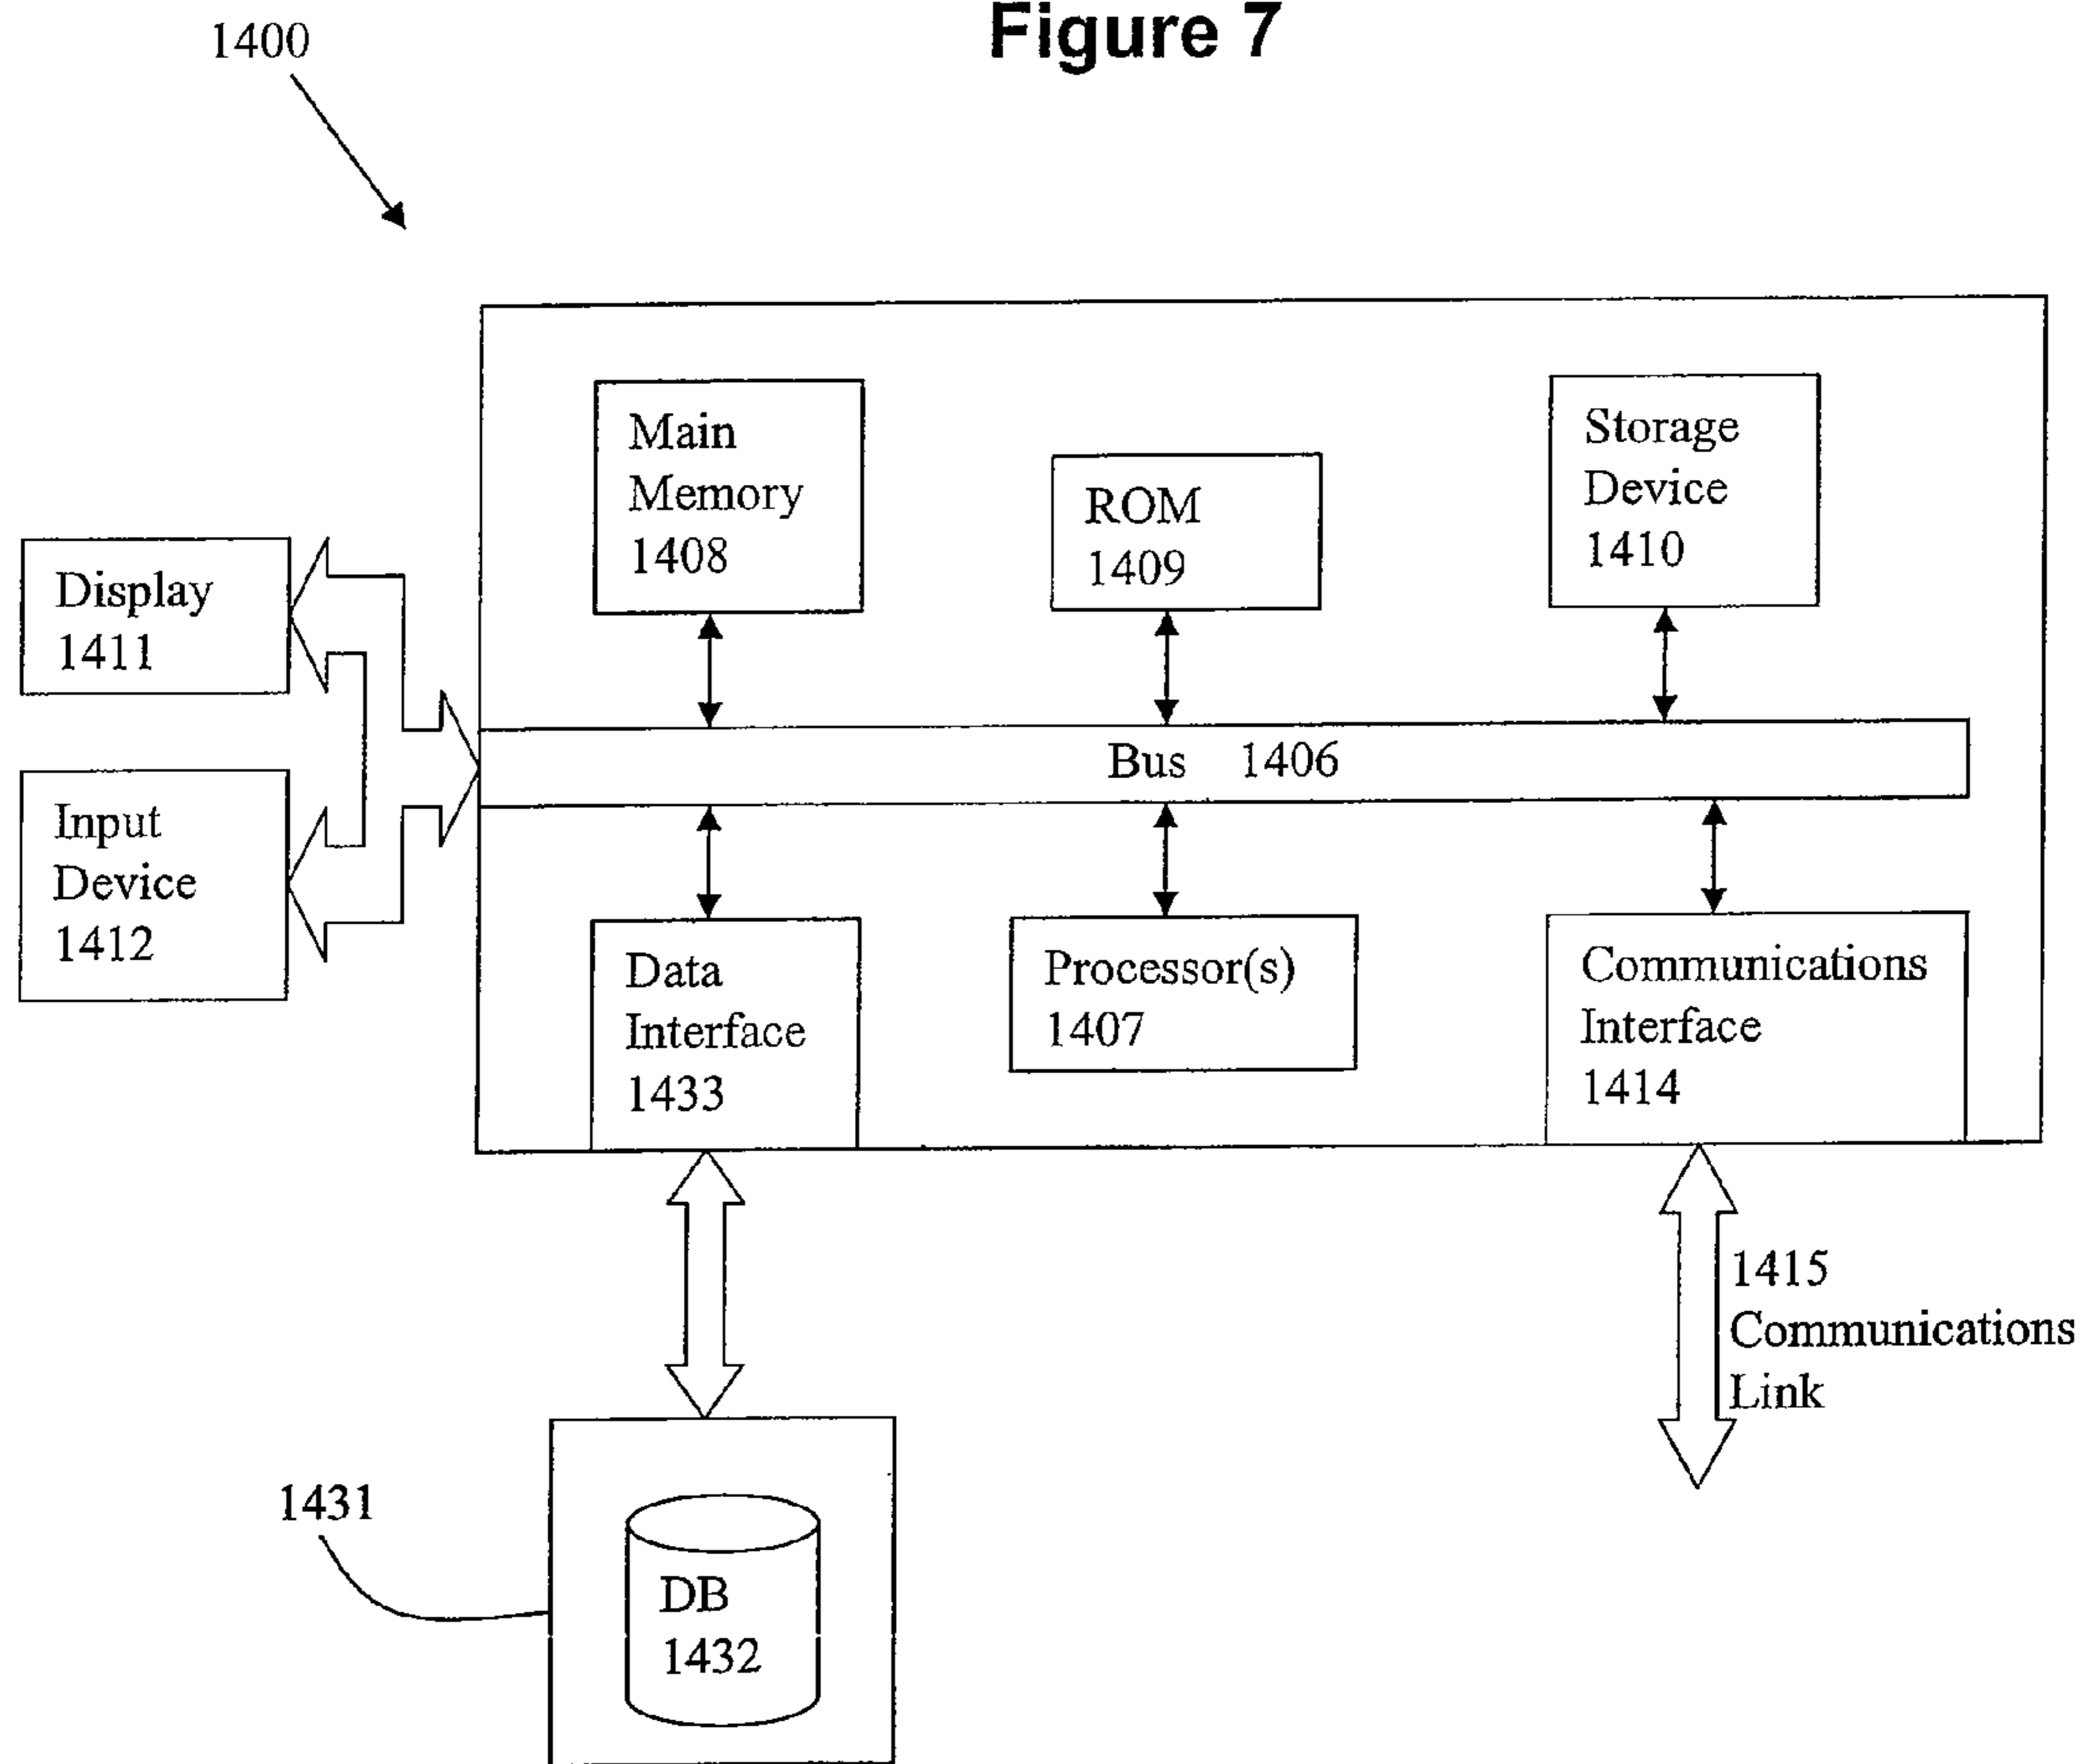 Figure 7
1400
Main
Memory
1408
ROM
1409
Storage
Device
1410
Display
1411
Bus 1406
Input
Device
1412
Data
Interface
1433
Processor(s)
1407
Communications
Interface
1414
1415
Communications
Link
1431
DB
1432